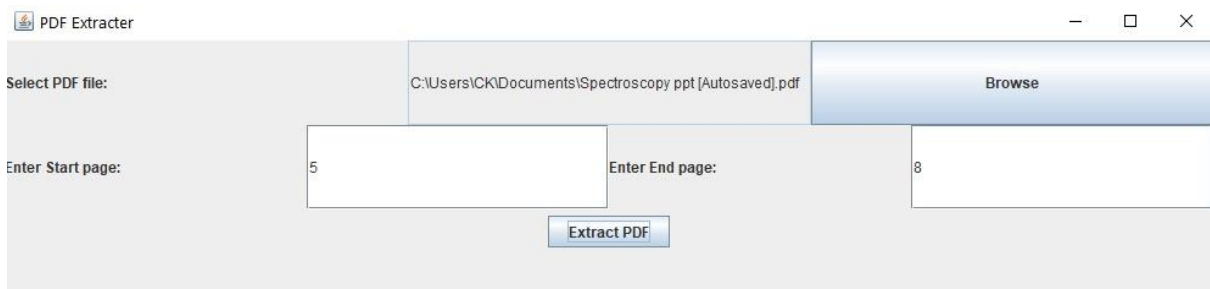 PDF Extracter
Select PDF file: C:\Users\CK\Documents\Spectroscopy ppt [Autosaved].pdf Browse
Enter Start page: 5 Enter End page: 8
Extract PDF